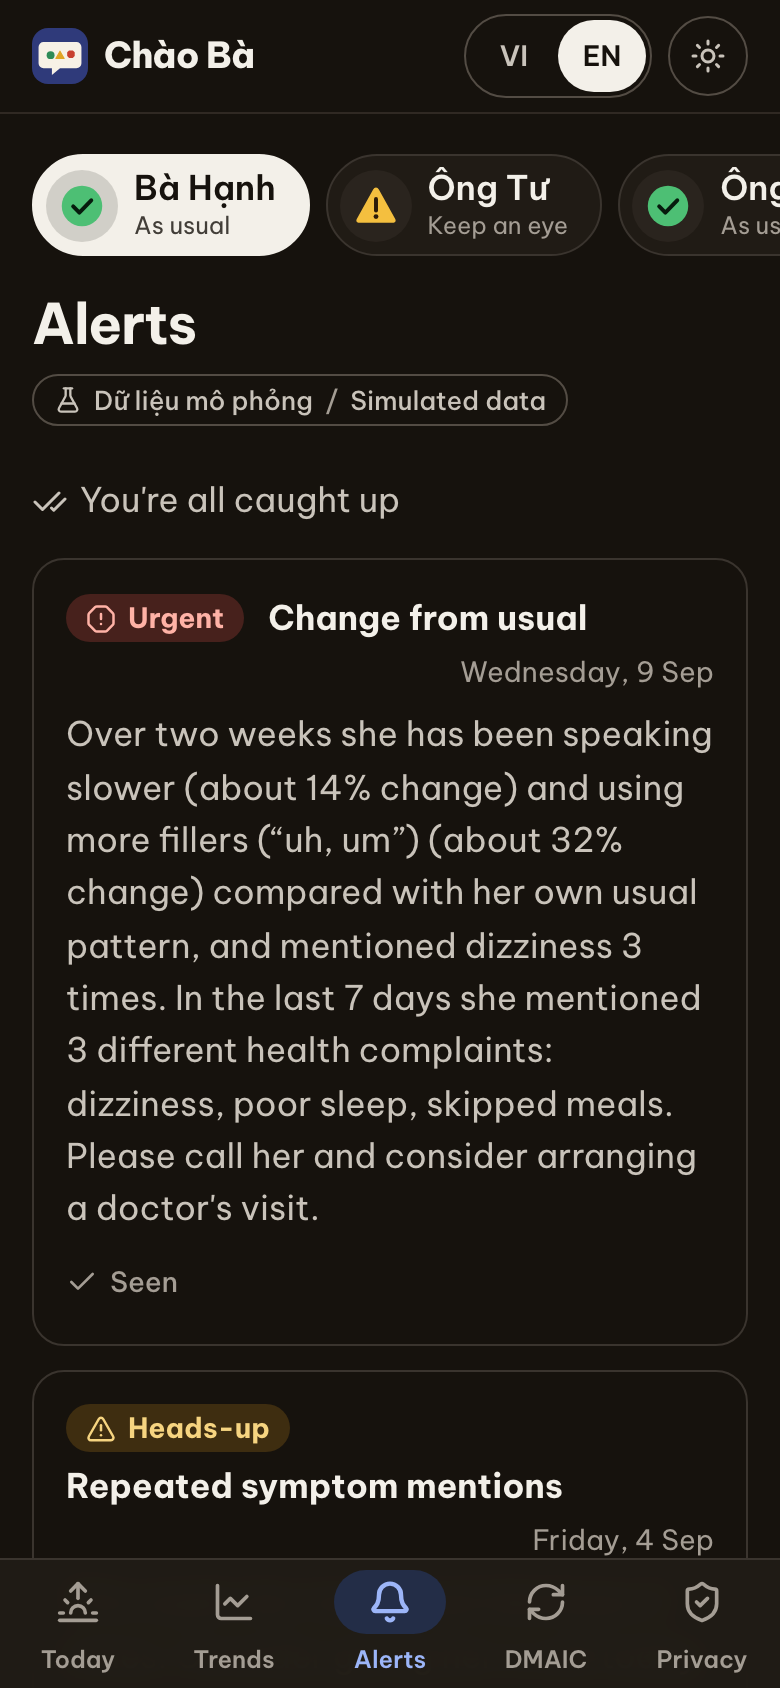 Chào Bà
VI
EN
Bà Hạnh
As usual
Ông Tư
Keep an eye
Ông
As us
Alerts
Dữ liệu mô phỏng / Simulated data
You're all caught up
Urgent
Change from usual
Wednesday, 9 Sep
Over two weeks she has been speaking
slower (about 14% change) and using
more fillers (“uh, um”) (about 32%
change) compared with her own usual
pattern, and mentioned dizziness 3
times. In the last 7 days she mentioned
3 different health complaints:
dizziness, poor sleep, skipped meals.
Please call her and consider arranging
a doctor's visit.
Seen
Heads-up
Repeated symptom mentions
Friday, 4 Sep
Today
Trends
Alerts
DMAIC
Privacy